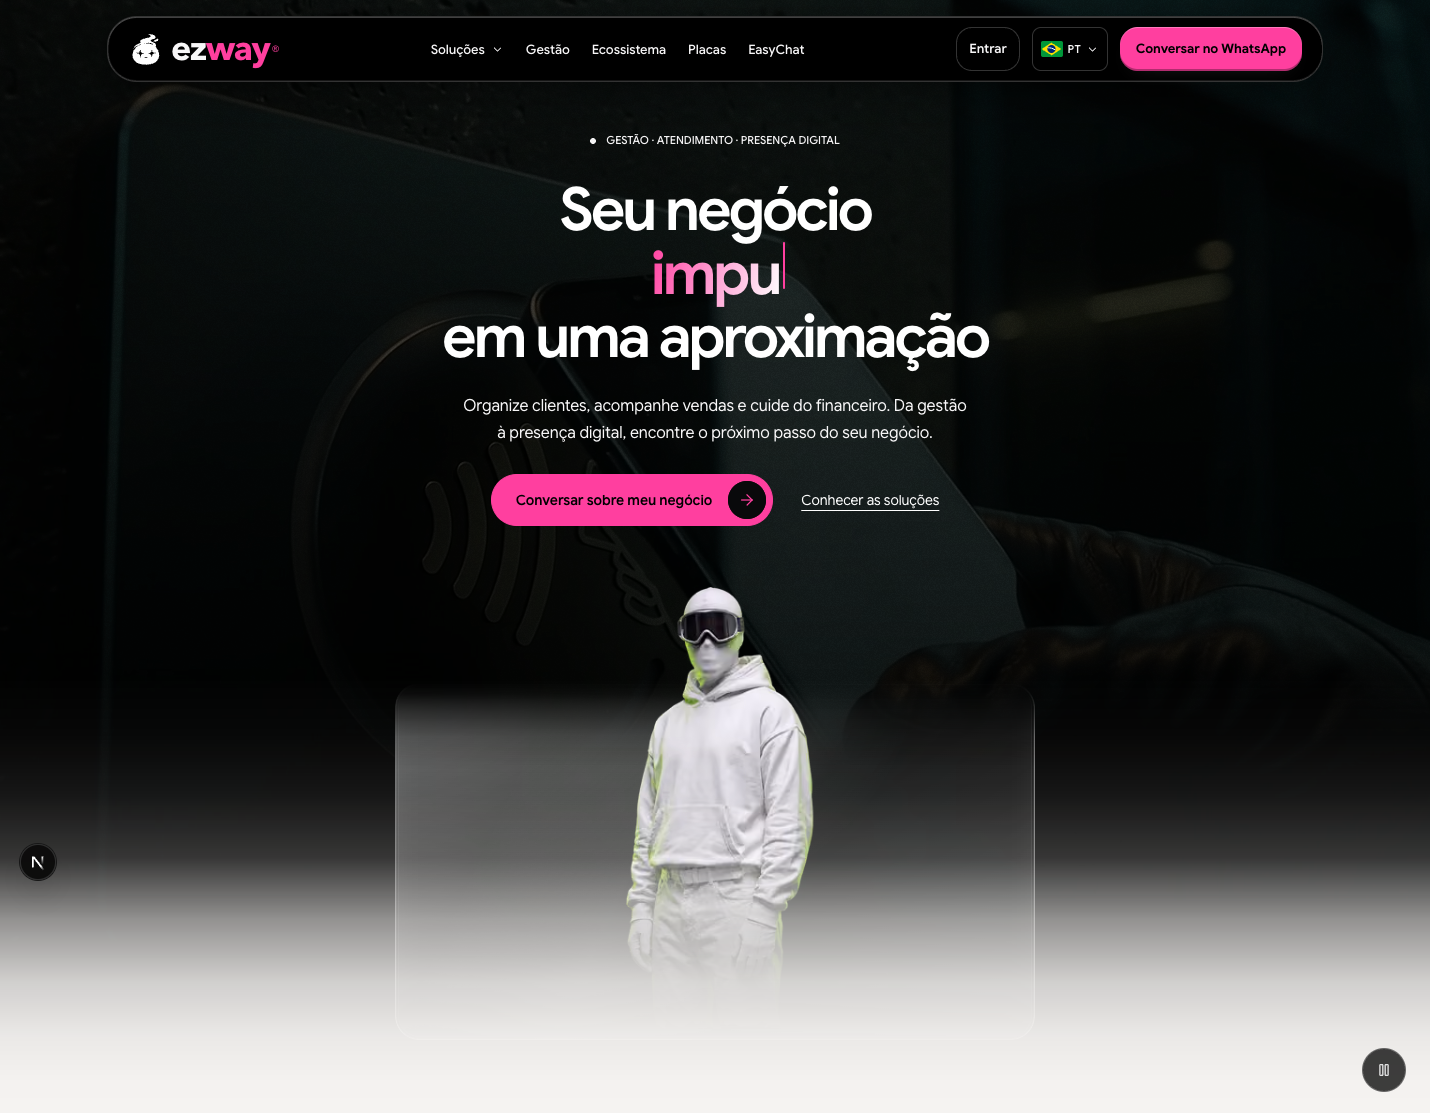 ezway®
Soluções
Gestão
Ecossistema
Placas
EasyChat
Entrar
PT
Conversar no WhatsApp
GESTÃO · ATENDIMENTO · PRESENÇA DIGITAL
Seu negócio
impu
em uma aproximação
Organize clientes, acompanhe vendas e cuide do financeiro. Da gestão
à presença digital, encontre o próximo passo do seu negócio.
Conversar sobre meu negócio
Conhecer as soluções
N